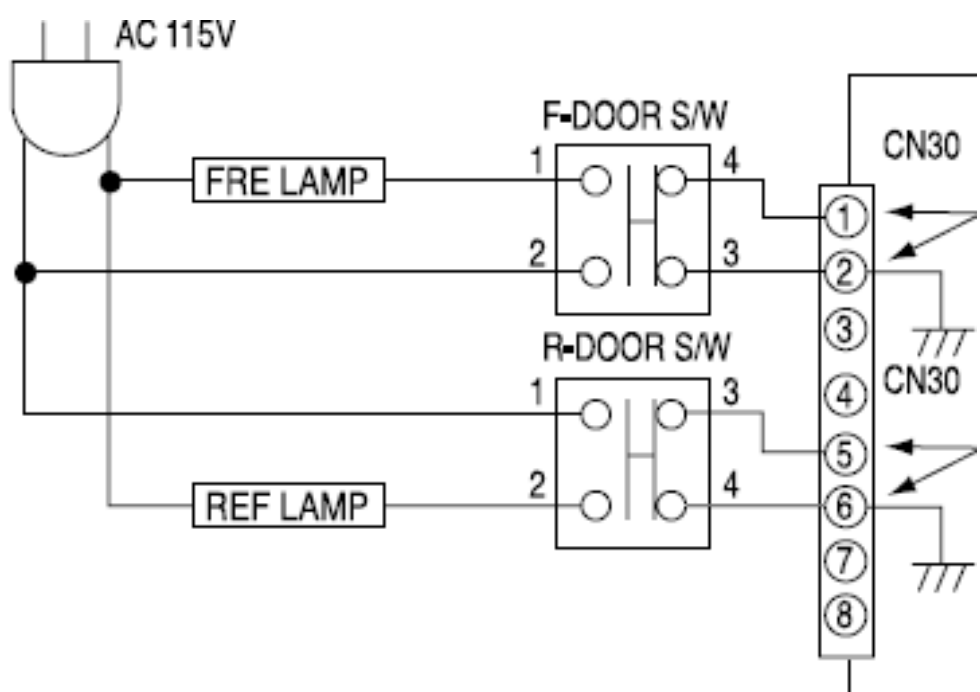 AC 115V
F-DOOR S/W
CN30
1 4
FRE LAMP
1
2 3
2
3
R-DOOR S/W
CN30
1 3
4
5
2 4
REF LAMP
6
7
8